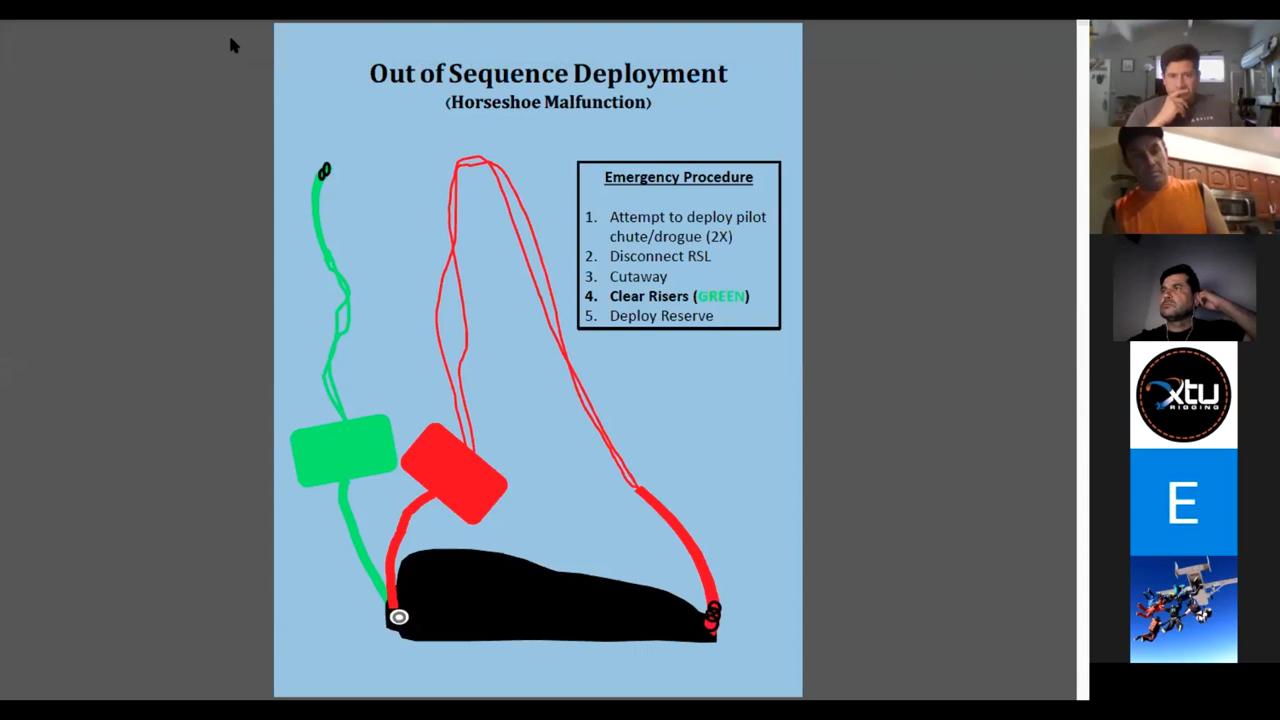 Out of Sequence Deployment
(Horseshoe Malfunction)
Emergency Procedure
1. Attempt to deploy pilot
chute/drogue (2X)
2. Disconnect RSL
3. Cutaway
4. Clear Risers (GREEN)
5. Deploy Reserve
xtu
RIGGING
E